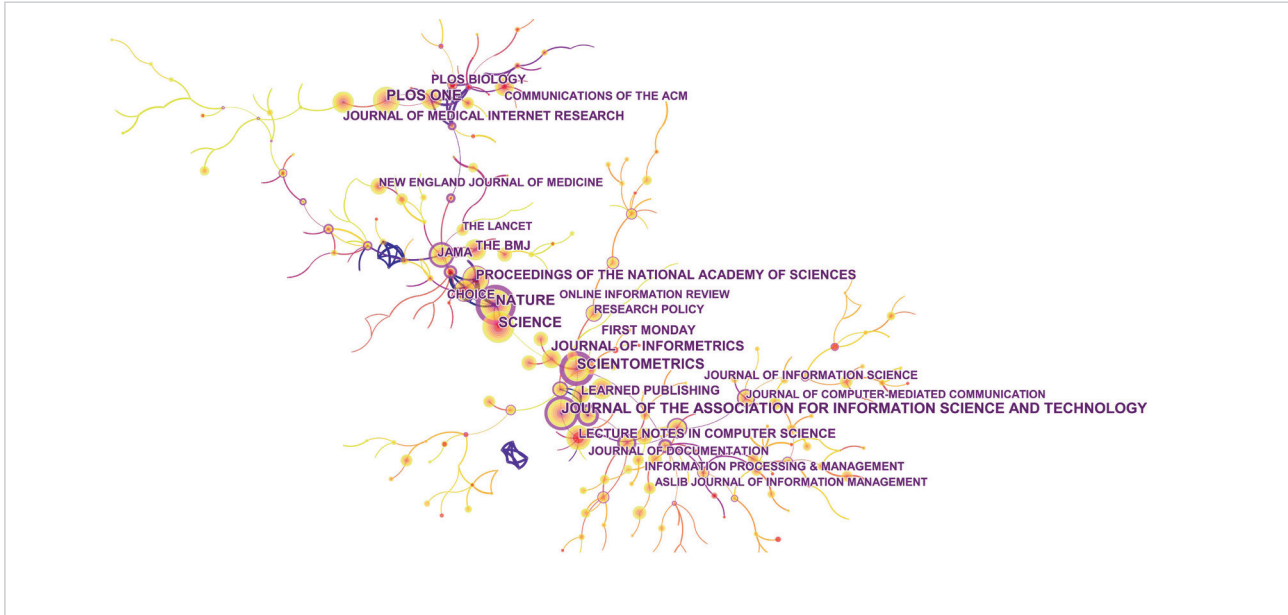 PLOS BIOLOGY
PLOS ONE
COMMUNICATIONS OF THE ACM
JOURNAL OF MEDICAL INTERNET RESEARCH
NEW ENGLAND JOURNAL OF MEDICINE
THE LANCET
THE BMJ
JAMA
PROCEEDINGS OF THE NATIONAL ACADEMY OF SCIENCES
CHOICE
NATURE
ONLINE INFORMATION REVIEW
RESEARCH POLICY
SCIENCE
FIRST MONDAY
JOURNAL OF INFORMETRICS
SCIENTOMETRICS
JOURNAL OF INFORMATION SCIENCE
LEARNED PUBLISHING
JOURNAL OF COMPUTER-MEDIATED COMMUNICATION
JOURNAL OF THE ASSOCIATION FOR INFORMATION SCIENCE AND TECHNOLOGY
LECTURE NOTES IN COMPUTER SCIENCE
JOURNAL OF DOCUMENTATION
INFORMATION PROCESSING & MANAGEMENT
ASLIB JOURNAL OF INFORMATION MANAGEMENT